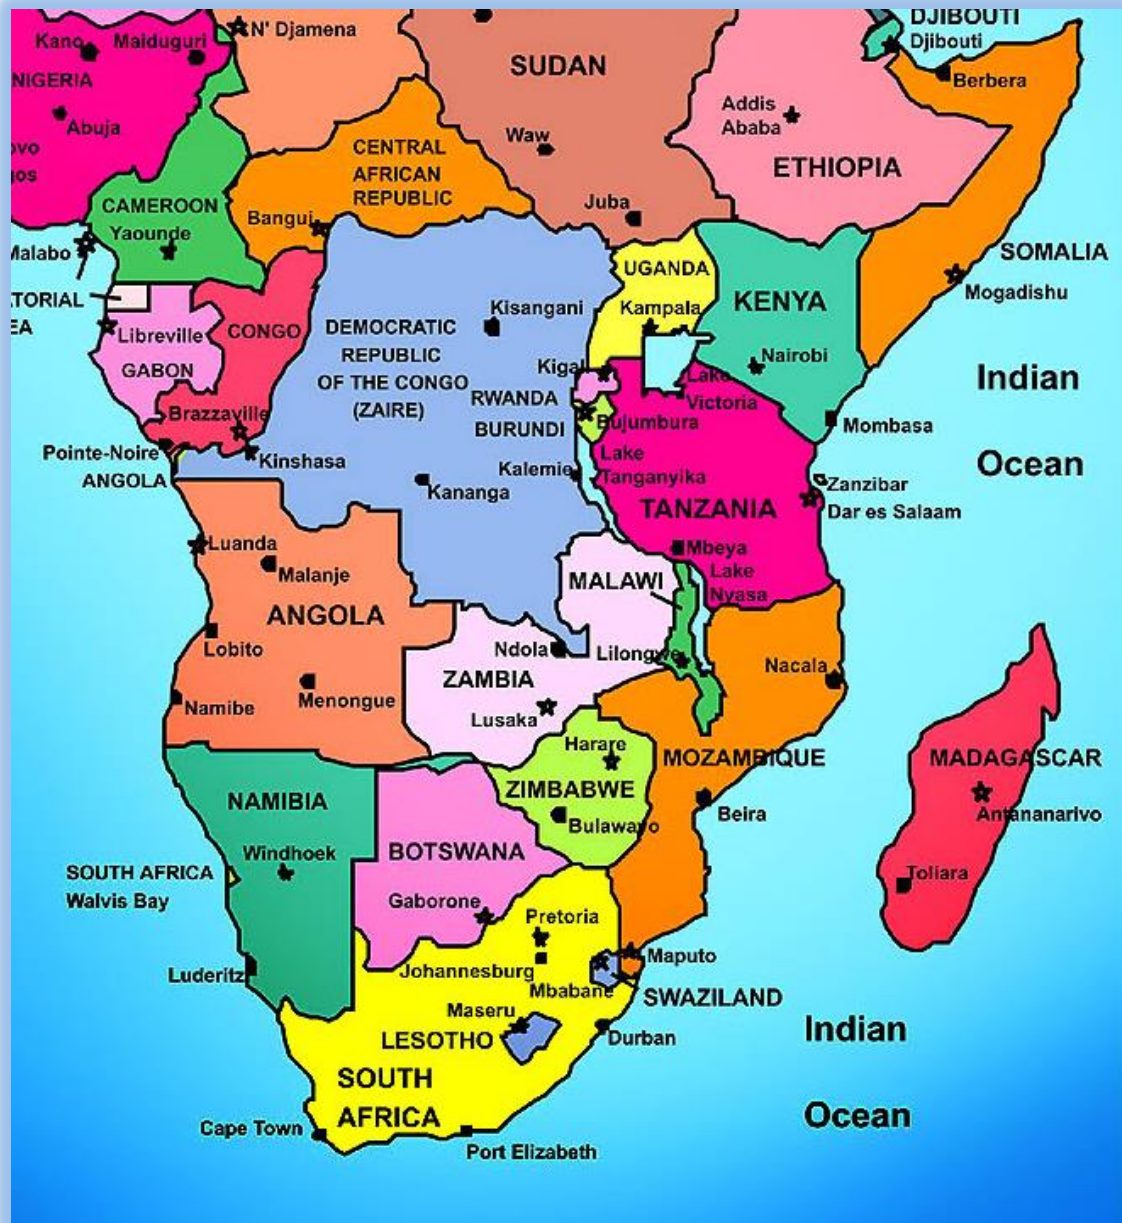 DJIBOUTI
Djibouti
N' Djamena
Kano
Maiduguri
NIGERIA
Abuja
ovo
os
SUDAN
Waw
Juba
Addis
Ababa
ETHIOPIA
Berbera
SOMALIA
Mogadishu
CENTRAL
AFRICAN
REPUBLIC
Bangui
CAMEROON
Yaounde
Malabo
TORIAL
EA
Libreville
GABON
CONGO
Brazzaville
Pointe-Noire
ANGOLA
DEMOCRATIC
REPUBLIC
OF THE CONGO
(ZAIRE)
Kisangani
Kinshasa
Kananga
Kalemie
UGANDA
Kampala
KENYA
Nairobi
Mombasa
Kigal
RWANDA
BURUNDI
Bujumbura
Lake
Victoria
Lake
Tanganyika
TANZANIA
Zanzibar
Dar es Salaam
Mbeya
Lake
Nyasa
Indian
Ocean
Luanda
Malanje
ANGOLA
Lobito
Menongue
Namibe
MALAWI
Lilongwe
Ndola
ZAMBIA
Lusaka
Nacala
MOZAMBIQUE
Beira
Harare
ZIMBABWE
Bulawayo
MADAGASCAR
Antananarivo
Toliara
NAMIBIA
Windhoek
SOUTH AFRICA
Walvis Bay
Luderitz
BOTSWANA
Gaborone
Pretoria
Johannesburg
Maputo
Mbabane
SWAZILAND
Maseru
LESOTHO
Durban
SOUTH
AFRICA
Cape Town
Port Elizabeth
Indian
Ocean